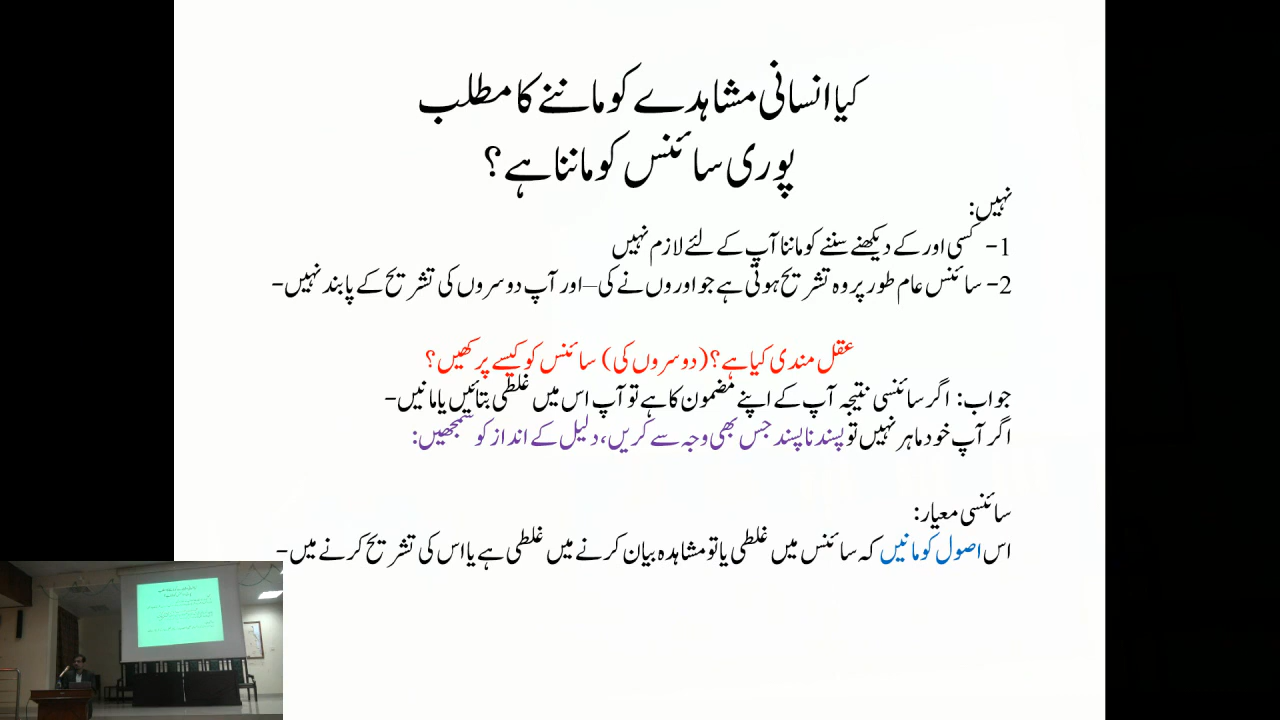 کیا انسانی مشاہدے کو ماننے کا مطلب
پوری سائنس کو ماننا ہے؟
نہیں:
1- کسی اور کے دیکھنے سننے کو ماننا آپ کے لئے لازم نہیں
2- سائنس عام طور پر وہ تشریح ہوتی ہے جو اوروں نے کی–اور آپ دوسروں کی تشریح کے پابند نہیں-
عقل مندی کیا ہے؟(دوسروں کی) سائنس کو کیسے پرکھیں؟
جواب: اگر سائنسی نتیجہ آپ کے اپنے مضمون کا ہے تو آپ اس میں غلطی بتائیں یا مانیں-
اگر آپ خود ماہر نہیں تو پسند ناپسند جس بھی وجہ سے کریں، دلیل کے انداز کو سمجھیں:
سائنسی معیار:
اس اصول کو مانیں کہ سائنس میں غلطی یا تو مشاہدہ بیان کرنے میں غلطی ہے یا اس کی تشریح کرنے میں-